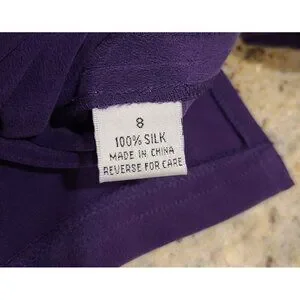 8
100% SILK
MADE IN CHINA
REVERSE FOR CARE